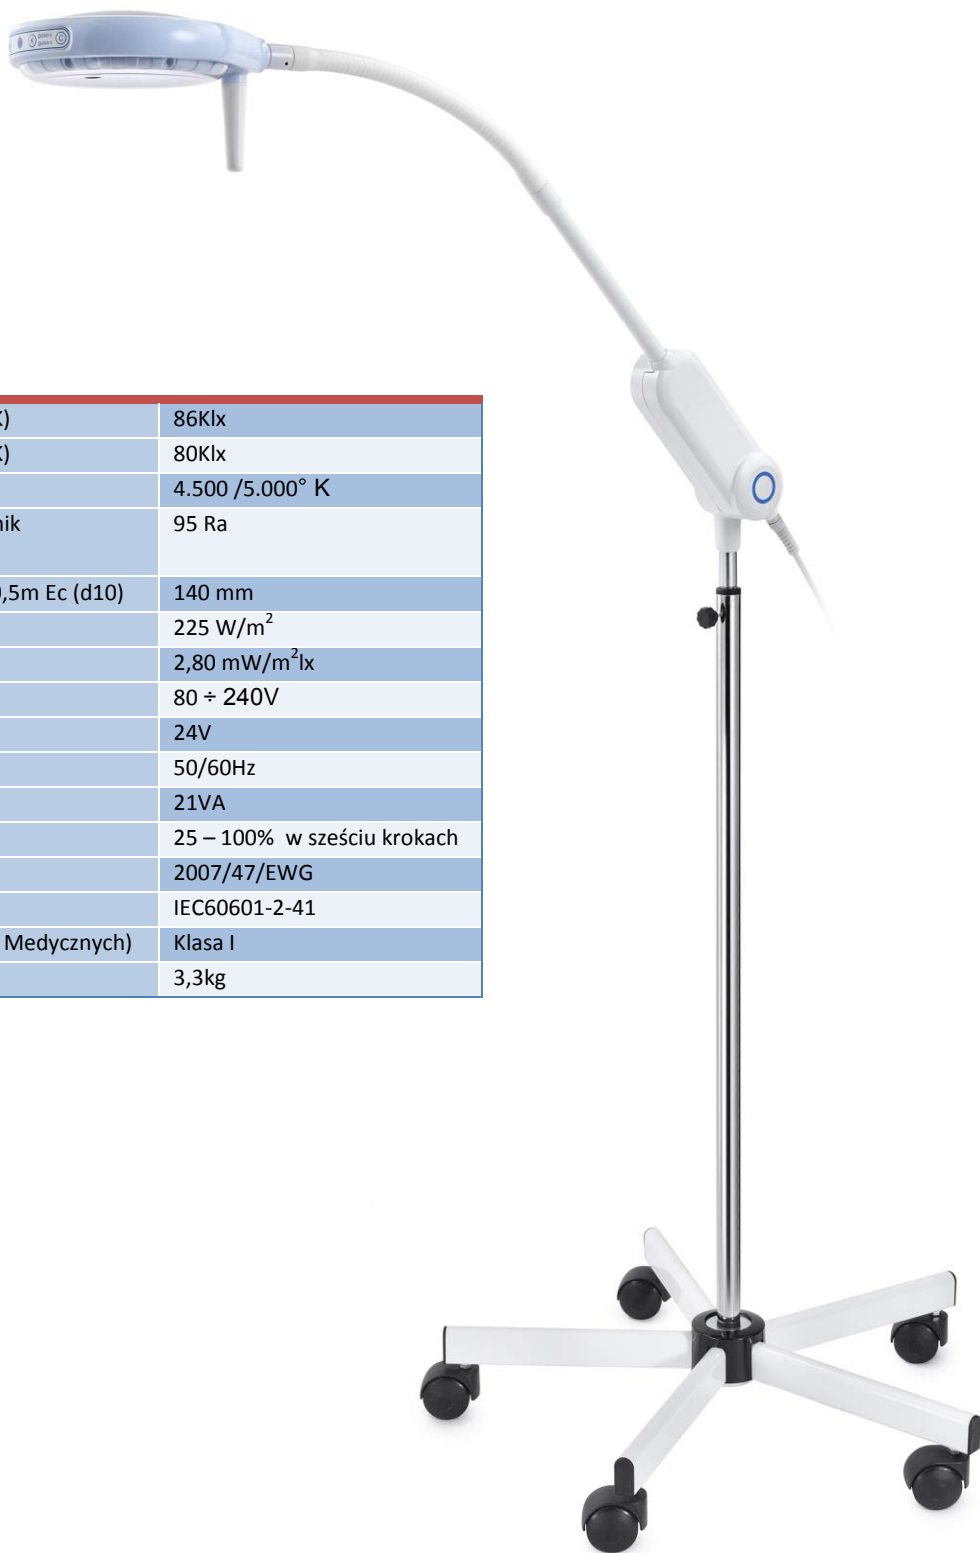 K) 86Klx
K) 80Klx
4.500 /5.000° K
nik 95 Ra
0,5m Ec (d10) 140 mm
225 W/m²
2,80 mW/m²lx
80 ÷ 240V
24V
50/60Hz
21VA
25 – 100% w sześciu krokach
2007/47/EWG
IEC60601-2-41
Medycznych) Klasa I
3,3kg